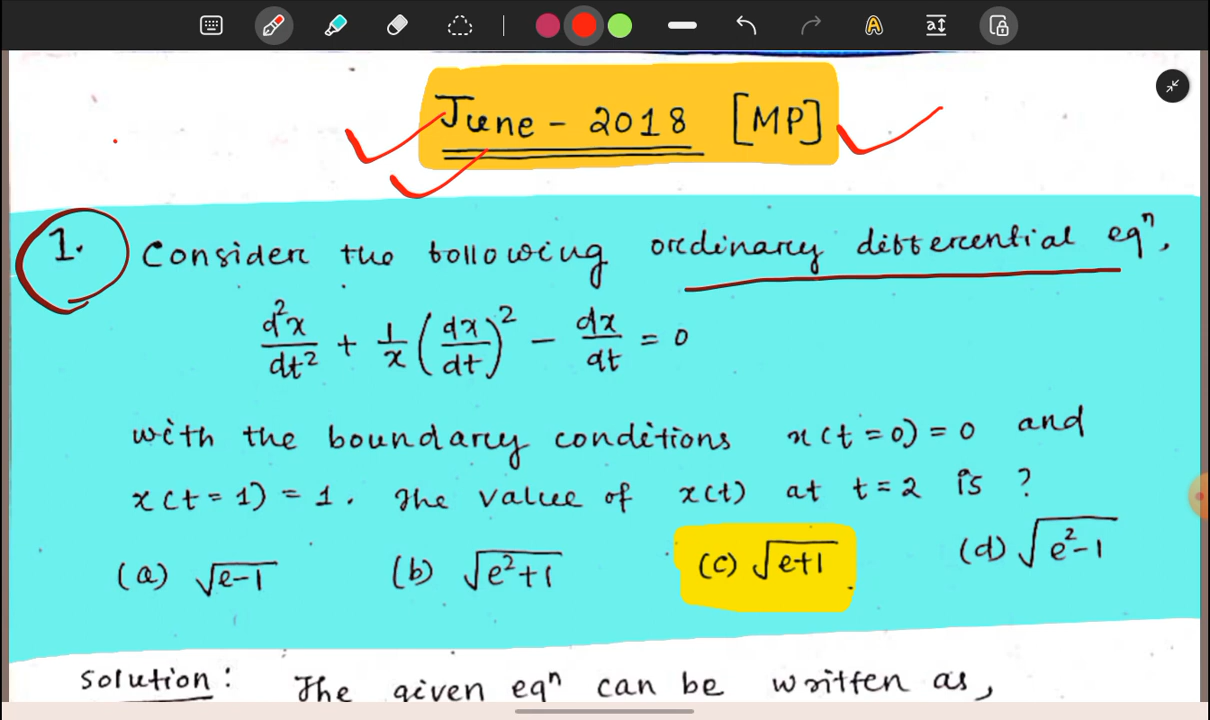 June - 2018 [MP]
1. Consider the following ordinary differential eqⁿ,
d²x/dt² + 1/x (dx/dt)² - dx/dt = 0
with the boundary conditions x(t=0) = 0 and
x(t=1) = 1. The value of x(t) at t=2 is ?
(a) √e-1 (b) √e²+1 (c) √e+1 (d) √e²-1
Solution: The given eqⁿ can be written as,